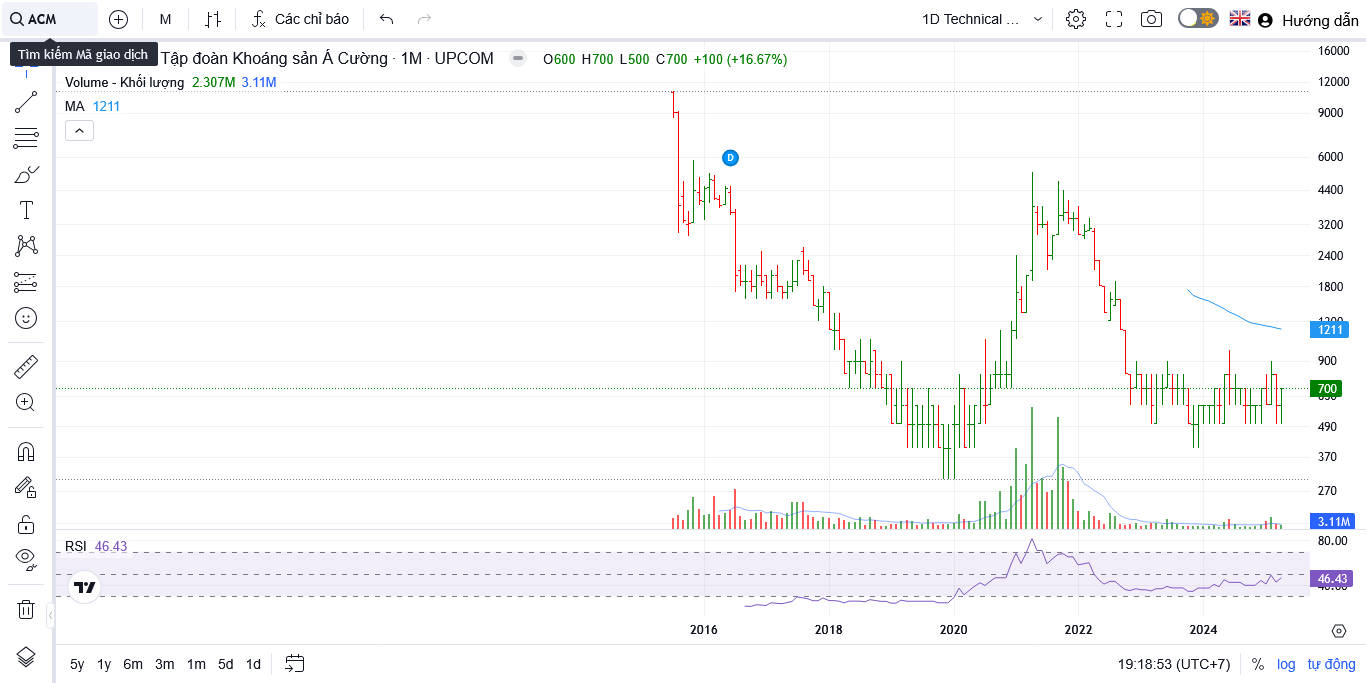 ACM
M
Các chỉ báo
1D Technical ...
Hướng dẫn
Tìm kiếm Mã giao dịch
Tập đoàn Khoáng sản Á Cường · 1M · UPCOM
O600 H700 L500 C700 +100 (+16.67%)
Volume - Khối lượng 2.307M 3.11M
MA 1211
D
16000
12000
9000
6000
4400
3200
2400
1800
1200
1211
900
700
490
370
270
3.11M
RSI 46.43
80.00
46.43
2016 2018 2020 2022 2024
5y 1y 6m 3m 1m 5d 1d
19:18:53 (UTC+7) % log tự động